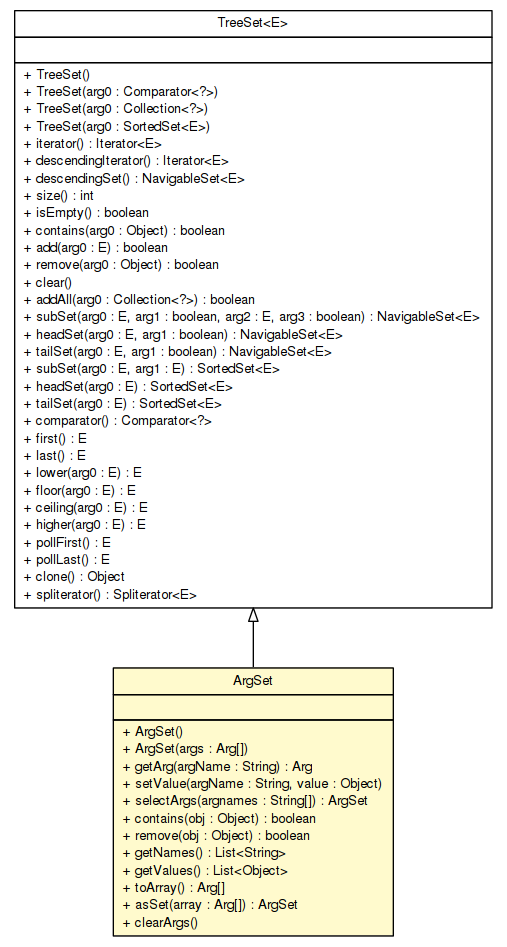 TreeSet<E>
+ TreeSet()
+ TreeSet(arg0 : Comparator<?>)
+ TreeSet(arg0 : Collection<?>)
+ TreeSet(arg0 : SortedSet<E>)
+ iterator() : Iterator<E>
+ descendingIterator() : Iterator<E>
+ descendingSet() : NavigableSet<E>
+ size() : int
+ isEmpty() : boolean
+ contains(arg0 : Object) : boolean
+ add(arg0 : E) : boolean
+ remove(arg0 : Object) : boolean
+ clear()
+ addAll(arg0 : Collection<?>) : boolean
+ subSet(arg0 : E, arg1 : boolean, arg2 : E, arg3 : boolean) : NavigableSet<E>
+ headSet(arg0 : E, arg1 : boolean) : NavigableSet<E>
+ tailSet(arg0 : E, arg1 : boolean) : NavigableSet<E>
+ subSet(arg0 : E, arg1 : E) : SortedSet<E>
+ headSet(arg0 : E) : SortedSet<E>
+ tailSet(arg0 : E) : SortedSet<E>
+ comparator() : Comparator<?>
+ first() : E
+ last() : E
+ lower(arg0 : E) : E
+ floor(arg0 : E) : E
+ ceiling(arg0 : E) : E
+ higher(arg0 : E) : E
+ pollFirst() : E
+ pollLast() : E
+ clone() : Object
+ spliterator() : Spliterator<E>
ArgSet
+ ArgSet()
+ ArgSet(args : Arg[])
+ getArg(argName : String) : Arg
+ setValue(argName : String, value : Object)
+ selectArgs(argnames : String[]) : ArgSet
+ contains(obj : Object) : boolean
+ remove(obj : Object) : boolean
+ getNames() : List<String>
+ getValues() : List<Object>
+ toArray() : Arg[]
+ asSet(array : Arg[]) : ArgSet
+ clearArgs()